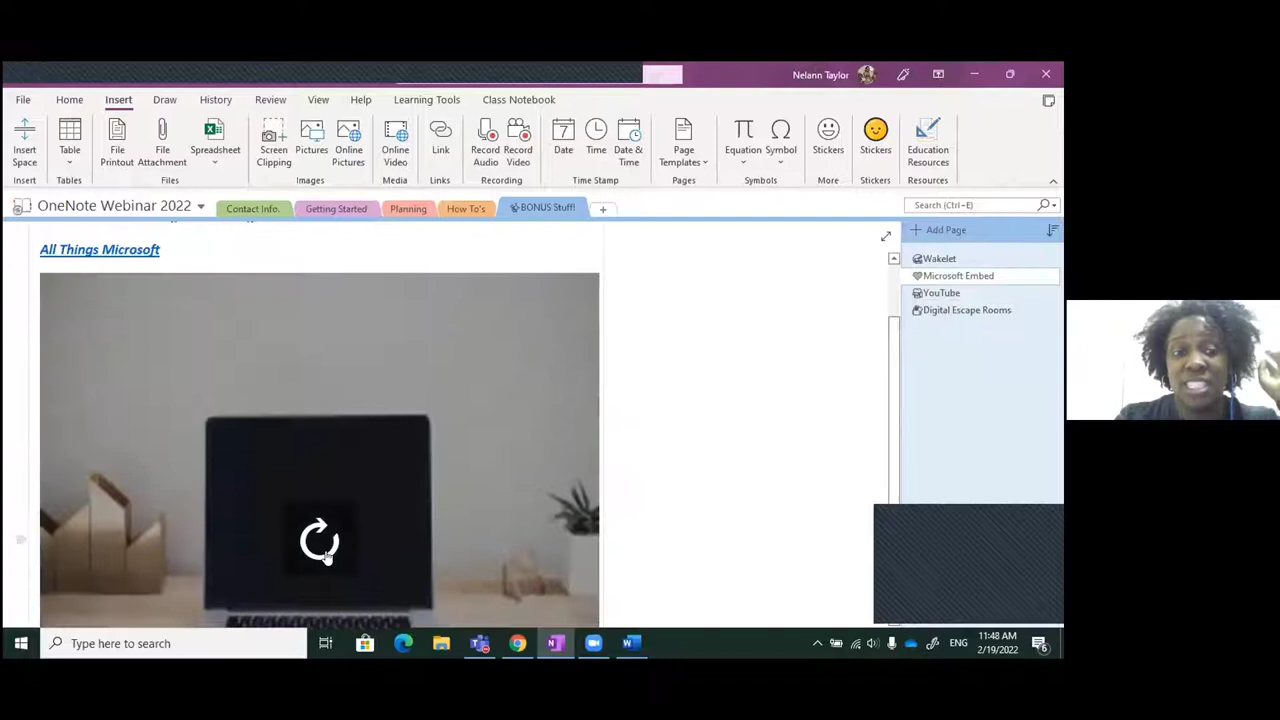 Nelann Taylor
File Home Insert Draw History Review View Help Learning Tools Class Notebook
Insert Space Table File Printout File Attachment Spreadsheet Screen Clipping Pictures Online Pictures Online Video Link Record Audio Record Video Date Time Date & Time Page Templates Equation Symbol Stickers Stickers Education Resources
Insert Tables Files Images Media Links Recording Time Stamp Pages Symbols More Stickers Resources
OneNote Webinar 2022 Contact Info. Getting Started Planning How To's BONUS Stuff! Search (Ctrl+E)
Add Page
All Things Microsoft
Wakelet
Microsoft Embed
YouTube
Digital Escape Rooms
Type here to search ENG 11:48 AM
2/19/2022